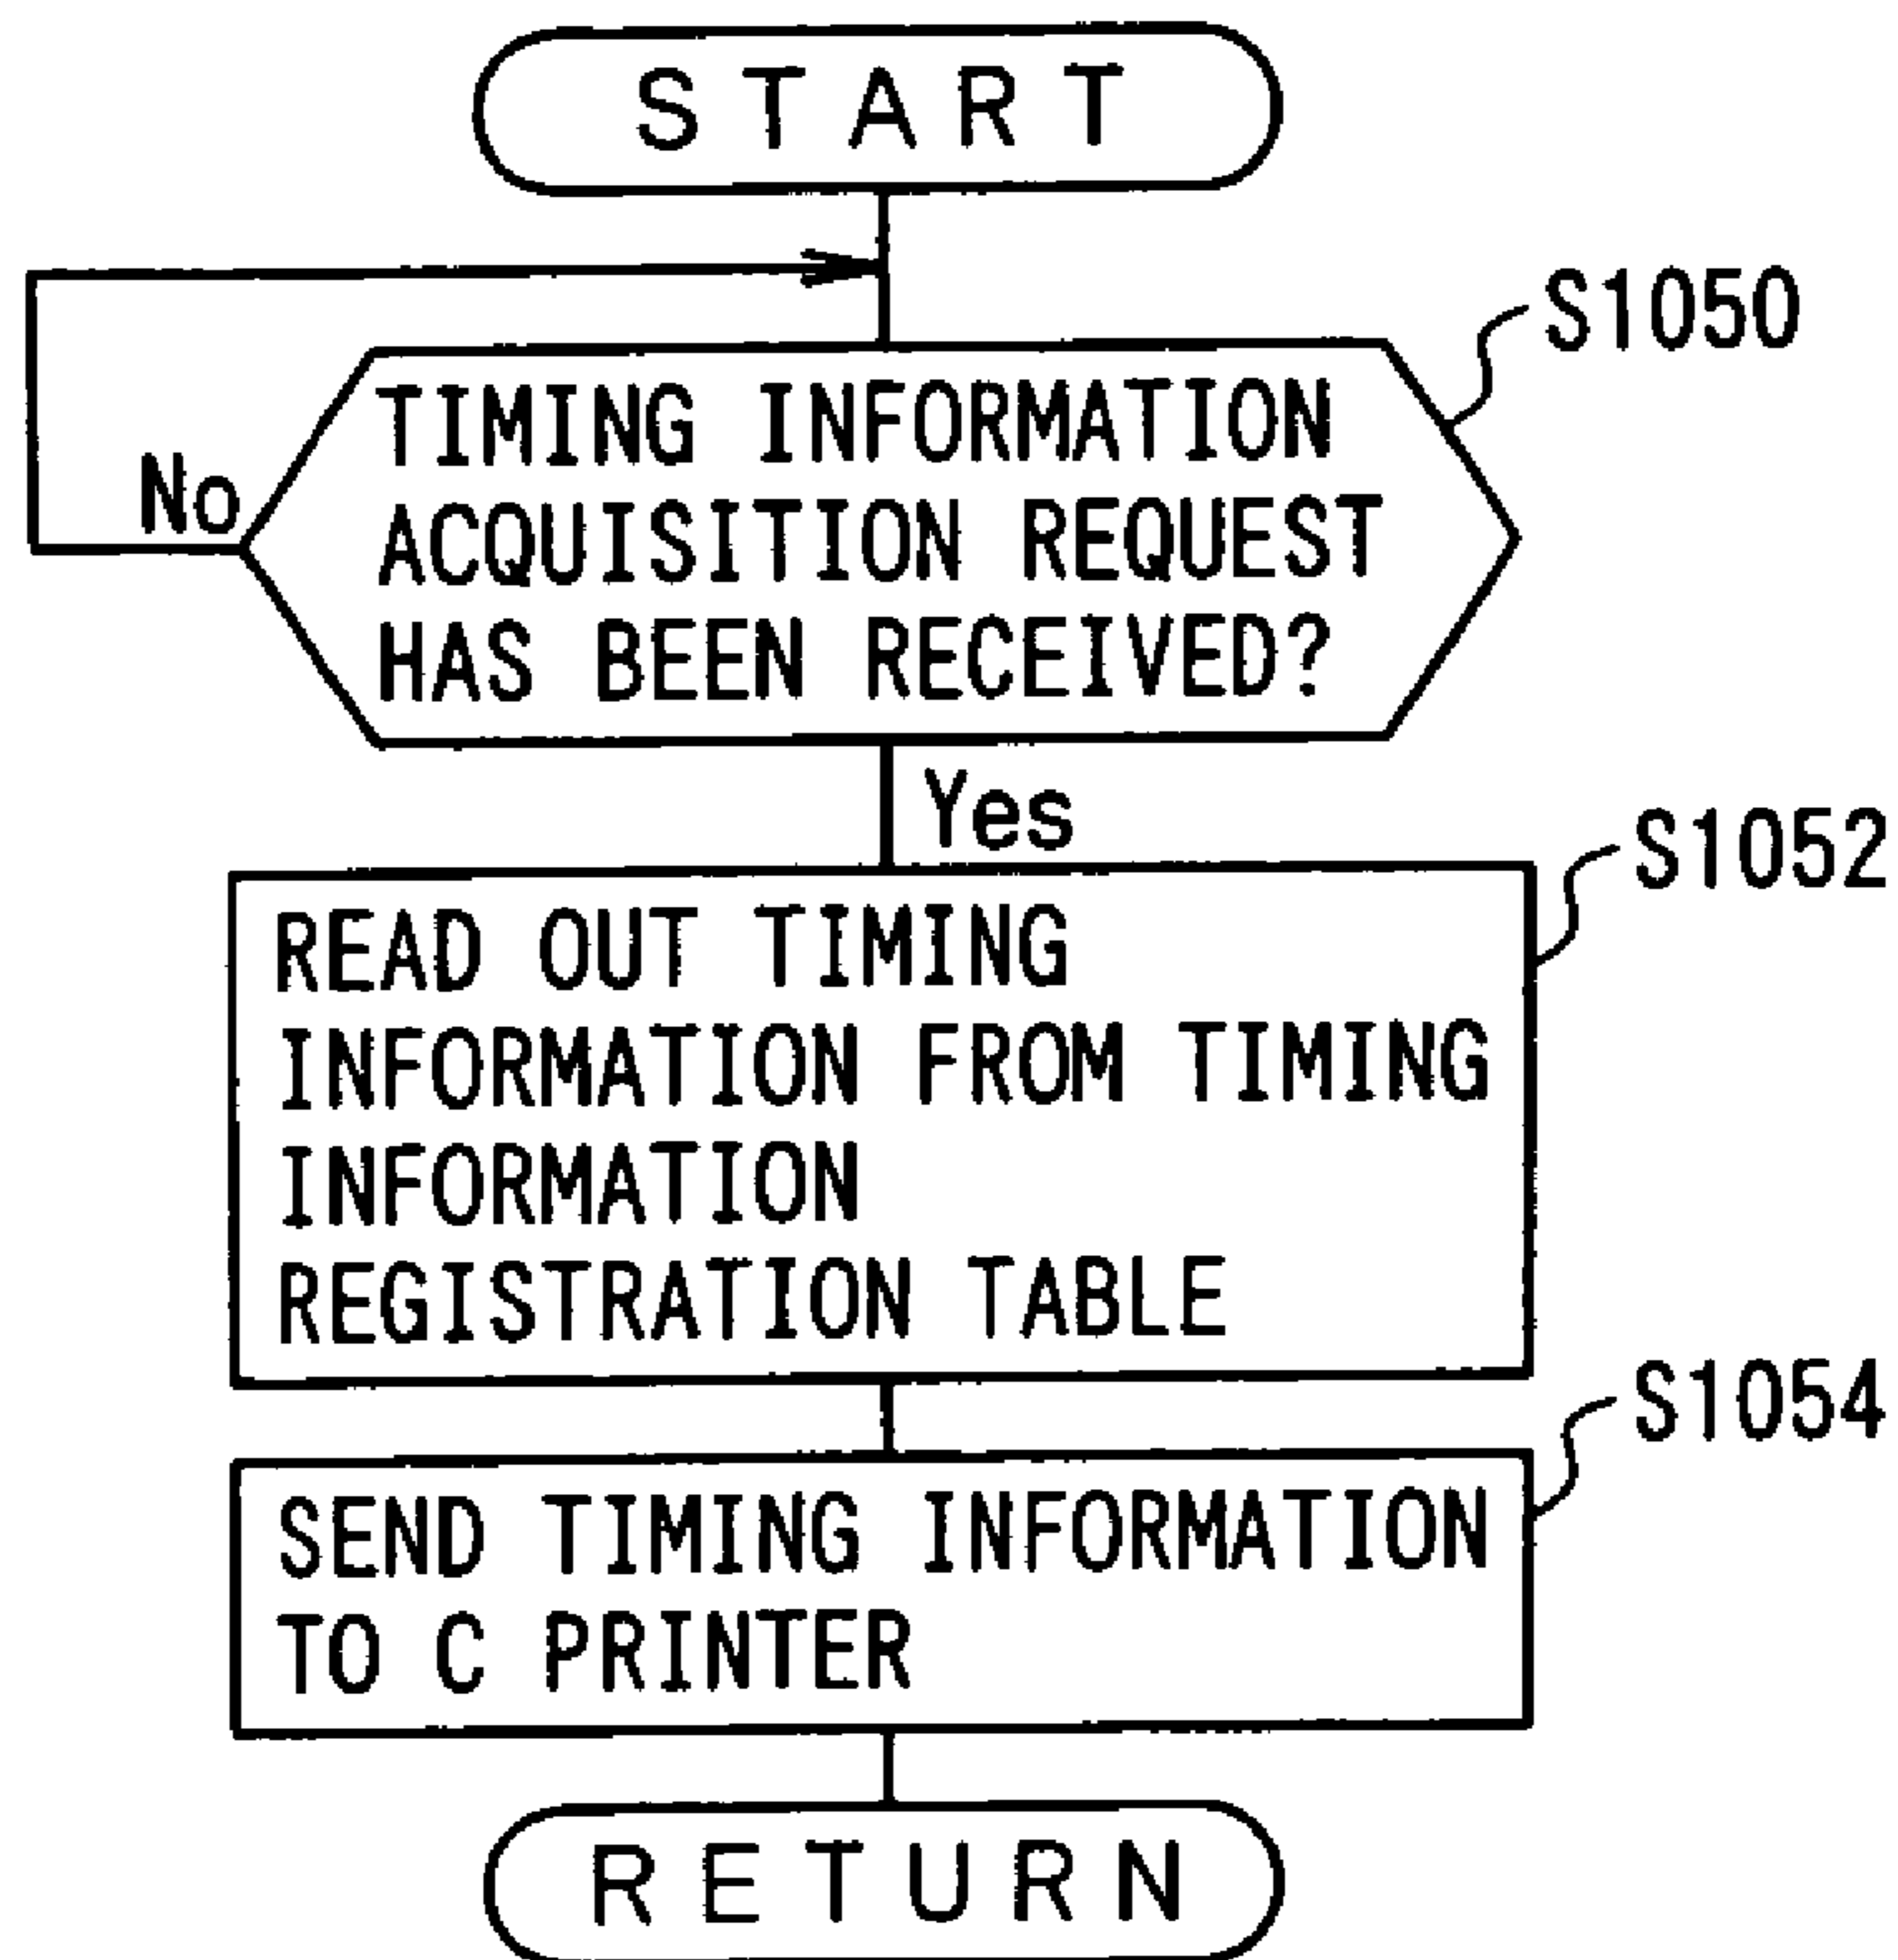 START
S1050
TIMING INFORMATION
ACQUISITION REQUEST
HAS BEEN RECEIVED?
No
Yes
S1052
READ OUT TIMING
INFORMATION FROM TIMING
INFORMATION
REGISTRATION TABLE
S1054
SEND TIMING INFORMATION
TO C PRINTER
RETURN